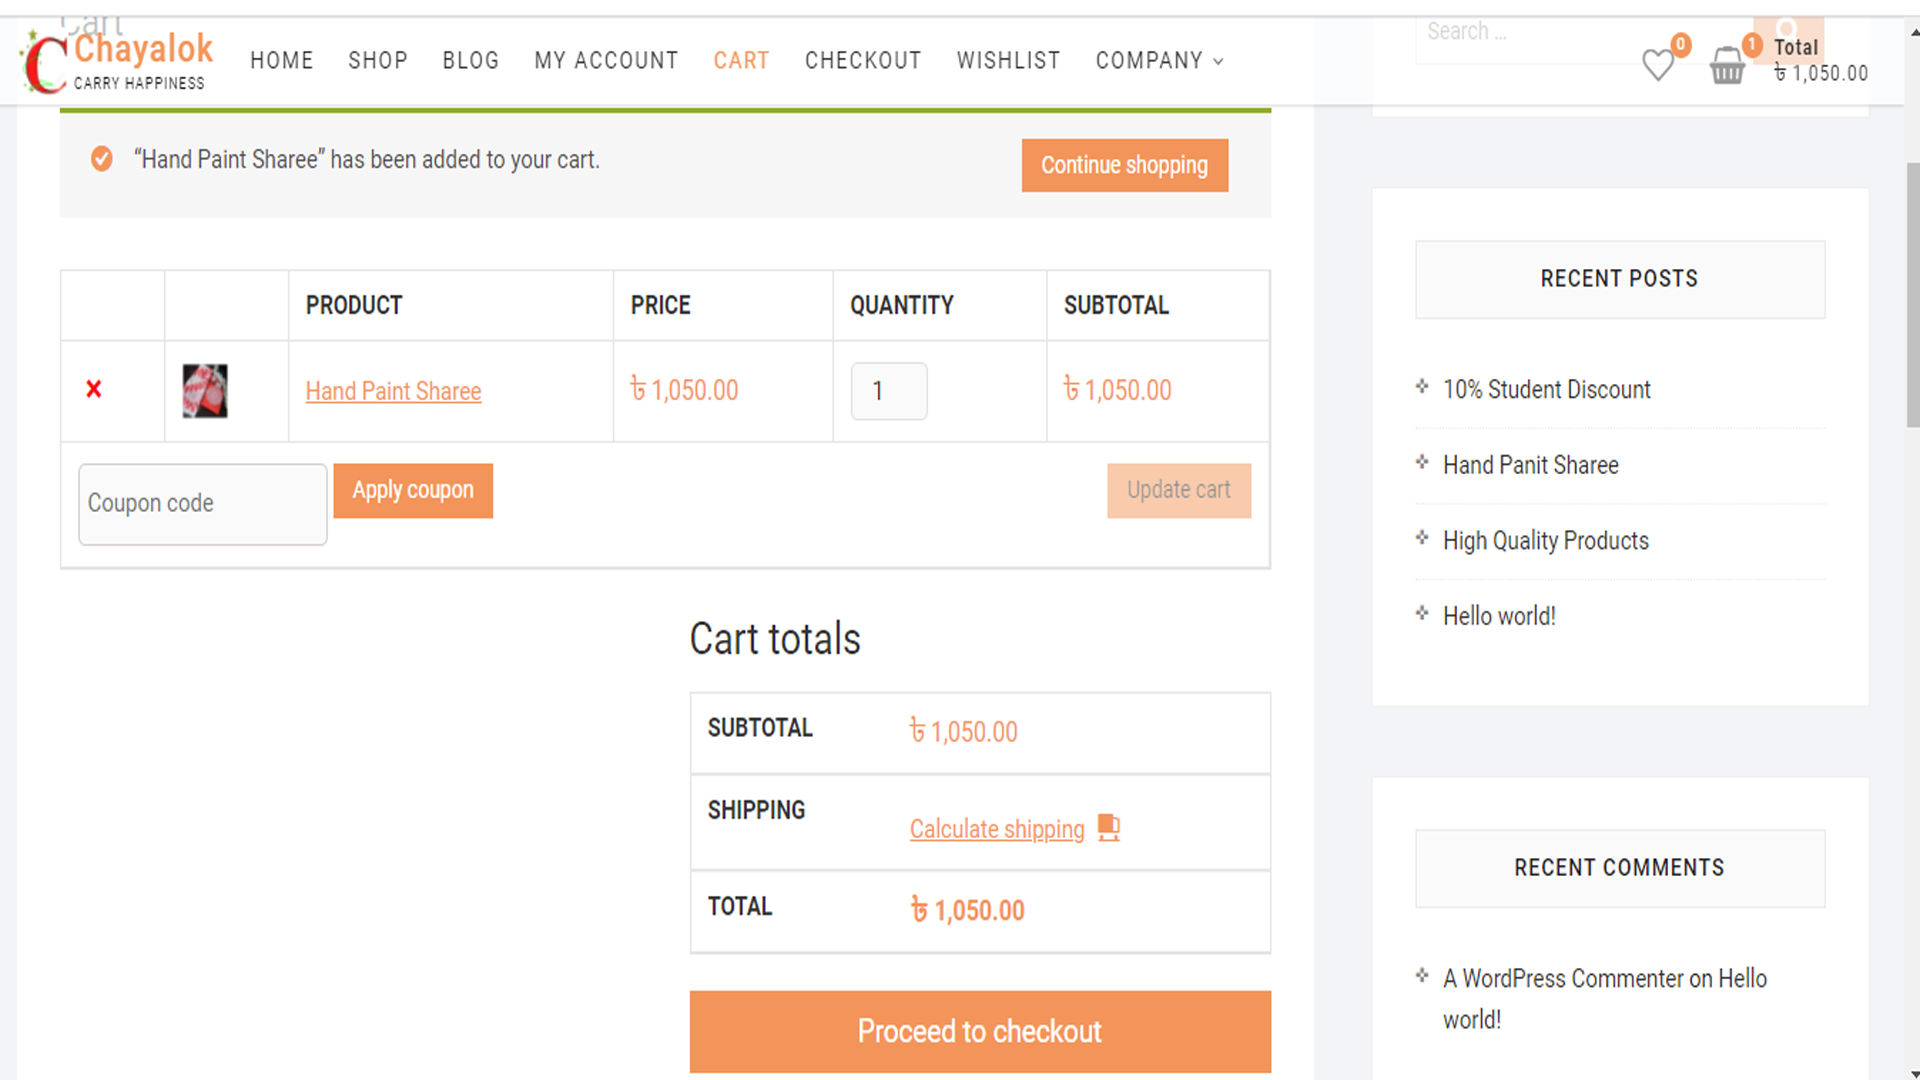 Cart
Chayalok
CARRY HAPPINESS
HOME SHOP BLOG MY ACCOUNT CART CHECKOUT WISHLIST COMPANY
Search ...
0
1
Total
৳ 1,050.00
“Hand Paint Sharee” has been added to your cart.
Continue shopping
PRODUCT PRICE QUANTITY SUBTOTAL
× Hand Paint Sharee ৳ 1,050.00 1 ৳ 1,050.00
Coupon code Apply coupon Update cart
Cart totals
SUBTOTAL ৳ 1,050.00
SHIPPING Calculate shipping
TOTAL ৳ 1,050.00
Proceed to checkout
RECENT POSTS
10% Student Discount
Hand Panit Sharee
High Quality Products
Hello world!
RECENT COMMENTS
A WordPress Commenter on Hello
world!